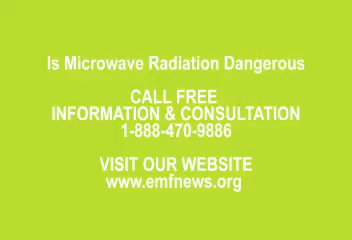 Is Microwave Radiation Dangerous
CALL FREE
INFORMATION & CONSULTATION
1-888-470-9886
VISIT OUR WEBSITE
www.emfnews.org